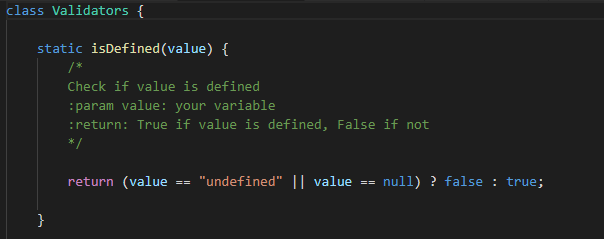 class Validators {
static isDefined(value) {
/*
Check if value is defined
:param value: your variable
:return: True if value is defined, False if not
*/
return (value == "undefined" || value == null) ? false : true;
}